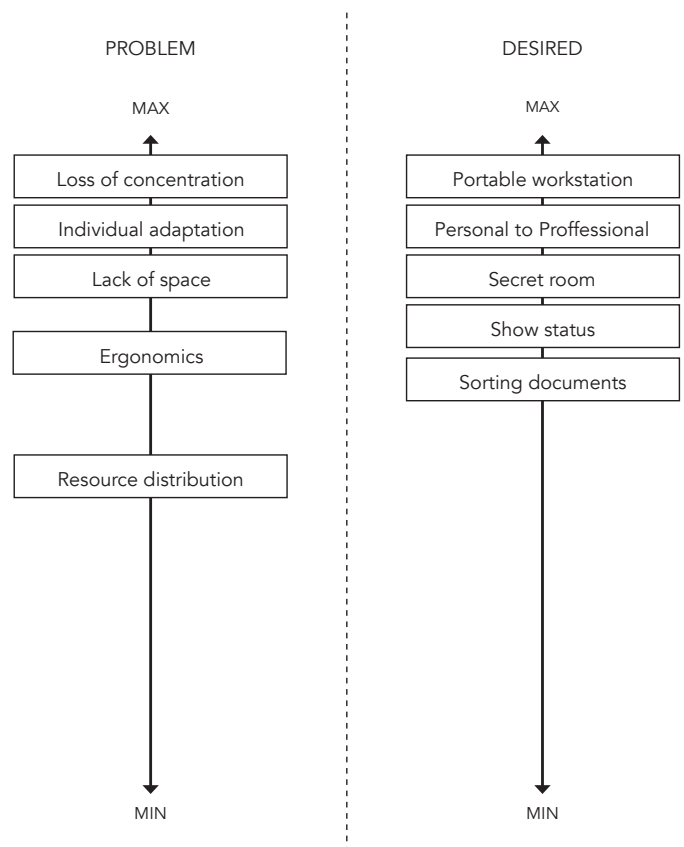 PROBLEM
MAX
Loss of concentration
Individual adaptation
Lack of space
Ergonomics
Resource distribution
MIN
DESIRED
MAX
Portable workstation
Personal to Proffessional
Secret room
Show status
Sorting documents
MIN